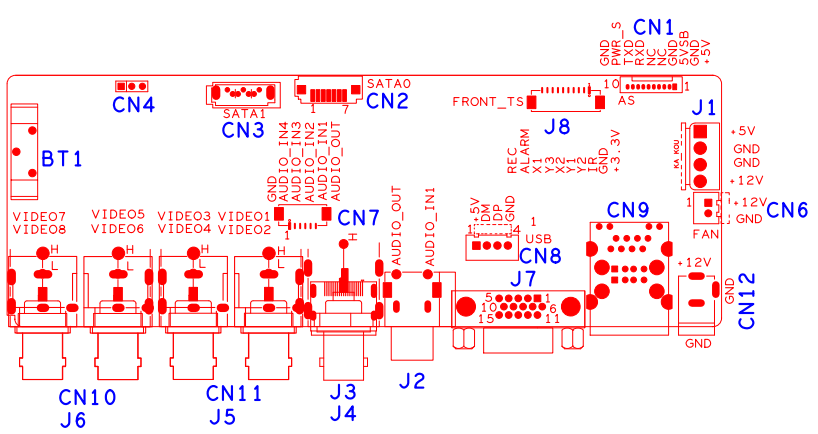 CN1
GND
PWR_S
TXD
RXD
NC
NC
GND
5VSB
GND
+5V
10
1
AS
CN4
SATA1
CN3
SATA0
CN2
1
7
FRONT_TS
J8
J1
+5V
GND
GND
+12V
KA_KOU
BT1
GND
AUDIO_IN4
AUDIO_IN3
AUDIO_IN2
AUDIO_IN1
AUDIO_OUT
REC
ALARM
X1
Y3
X2
Y1
Y2
IR
GND
+3.3V
1
+12V
GND
FAN
CN6
VIDEO7
VIDEO8
VIDEO5
VIDEO6
VIDEO3
VIDEO4
VIDEO1
VIDEO2
1
CN7
AUDIO_OUT
AUDIO_IN1
+5V
DM
DP
GND
1
4
1
USB
CN8
CN9
H
L
H
L
H
J7
5
1
10
6
15
11
+12V
GND
GND
CN12
CN10
J6
CN11
J5
J3
J4
J2